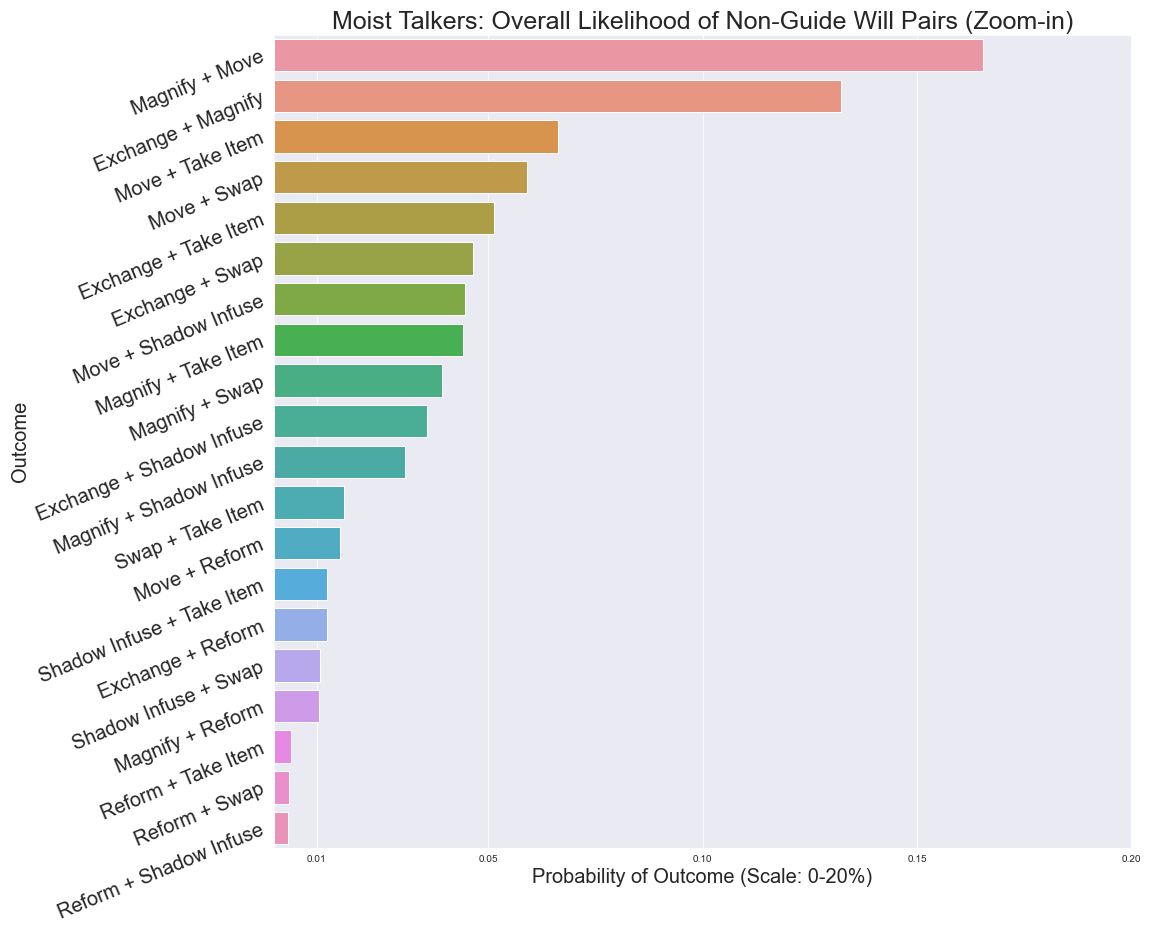 Moist Talkers: Overall Likelihood of Non-Guide Will Pairs (Zoom-in)
Outcome
Magnify + Move
Exchange + Magnify
Move + Take Item
Move + Swap
Exchange + Take Item
Exchange + Swap
Move + Shadow Infuse
Magnify + Take Item
Magnify + Swap
Exchange + Shadow Infuse
Magnify + Shadow Infuse
Swap + Take Item
Move + Reform
Shadow Infuse + Take Item
Exchange + Reform
Shadow Infuse + Swap
Magnify + Reform
Reform + Take Item
Reform + Swap
Reform + Shadow Infuse
0.01 0.05 0.10 0.15 0.20
Probability of Outcome (Scale: 0-20%)